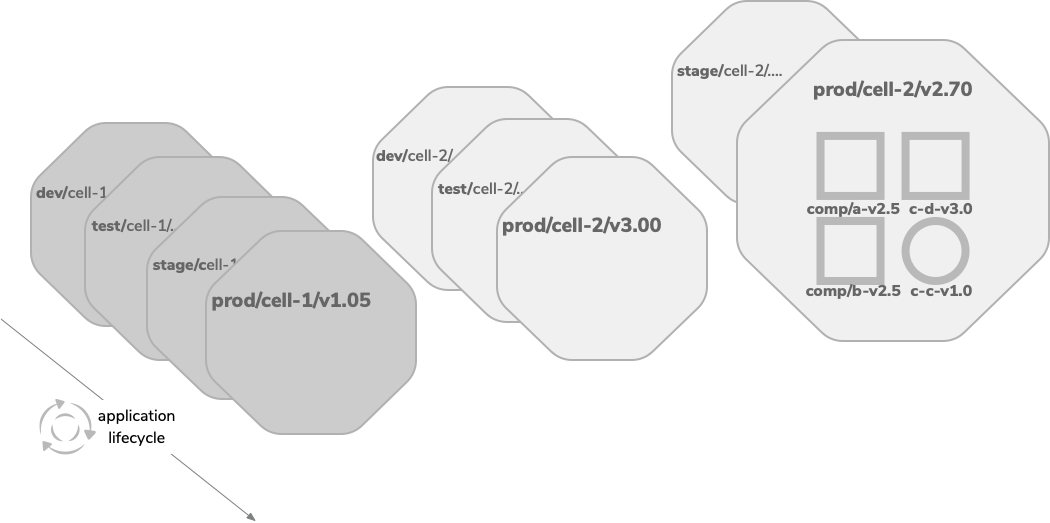 stage/cell-2/....
prod/cell-2/v2.70
comp/a-v2.5 c-d-v3.0
comp/b-v2.5 c-c-v1.0
dev/cell-2/
test/cell-2/..
prod/cell-2/v3.00
dev/cell-1
test/cell-1/.
stage/cell-1
prod/cell-1/v1.05
application
lifecycle